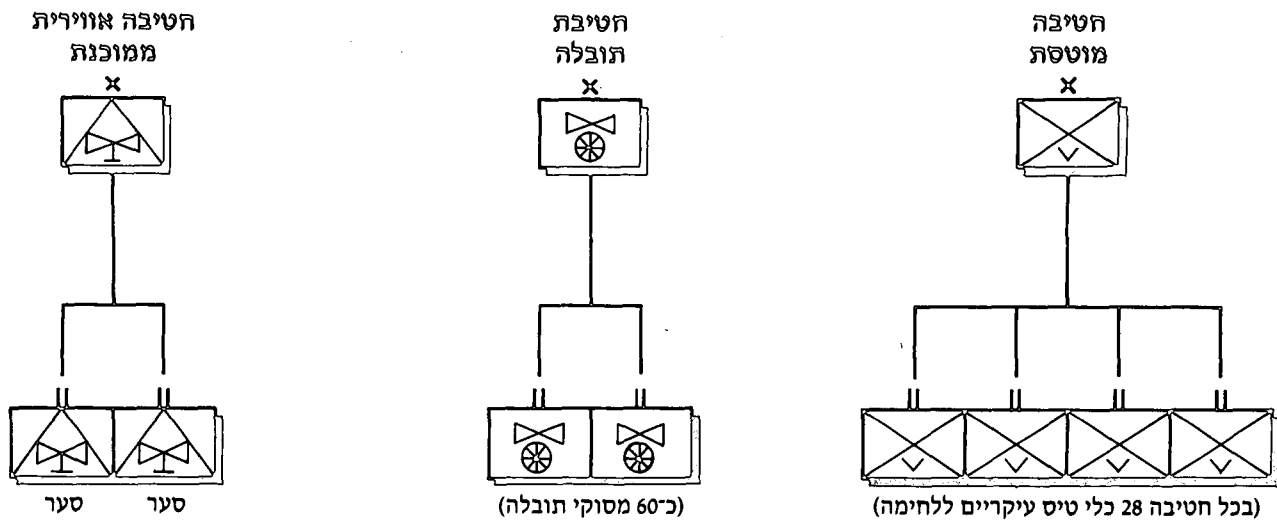 חטיבה
מוטסת
חטיבת
תובלה
חטיבה אווירית
ממוכנת
(בכל חטיבה 28 כלי טיס עיקריים ללחימה)
(כ־60 מסוקי תובלה)
סער
סער